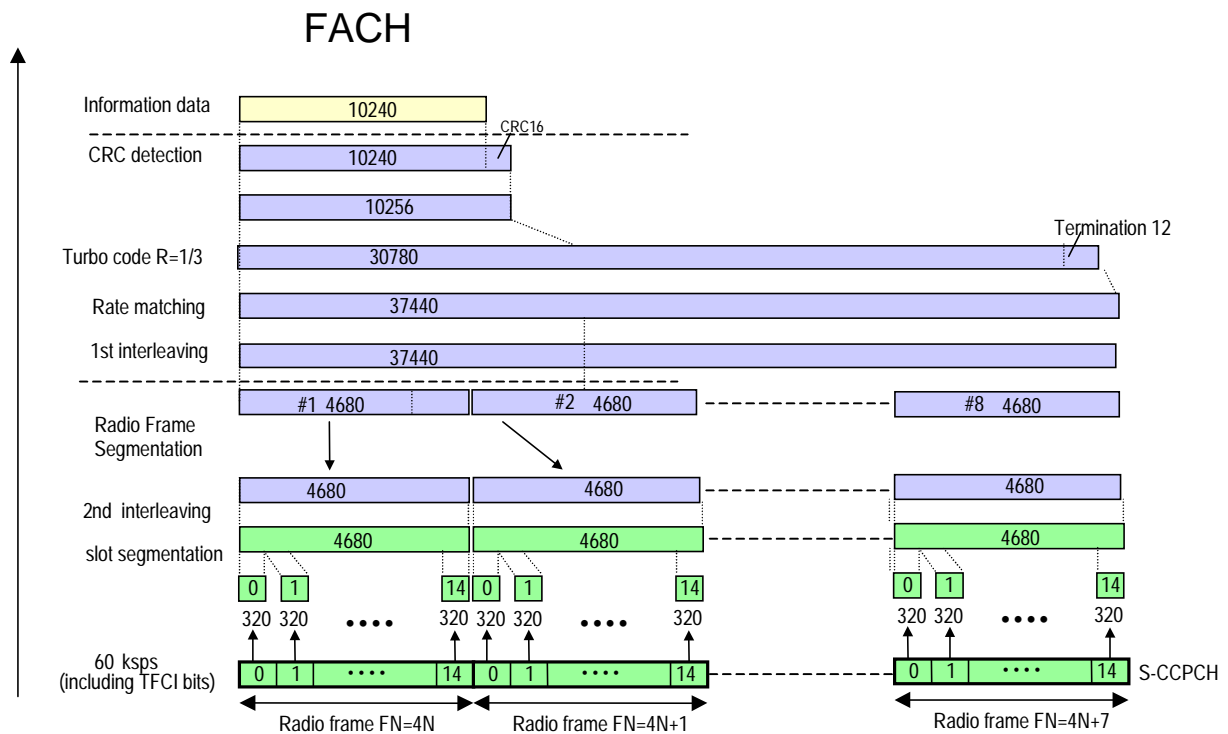 FACH
Information data
10240
CRC16
CRC detection
10240
10256
Termination 12
Turbo code R=1/3
30780
Rate matching
37440
1st interleaving
37440
#1 4680
#2 4680
#8 4680
Radio Frame
Segmentation
4680
4680
4680
2nd interleaving
slot segmentation
4680
4680
4680
0 1 14 0 1 14 0 1 14
320 320 •••• 320 320 320 •••• 320 320 320 •••• 320
60 ksps
(including TFCI bits)
0 1 •••• 14 0 1 •••• 14 0 1 •••• 14
S-CCPCH
Radio frame FN=4N
Radio frame FN=4N+1
Radio frame FN=4N+7